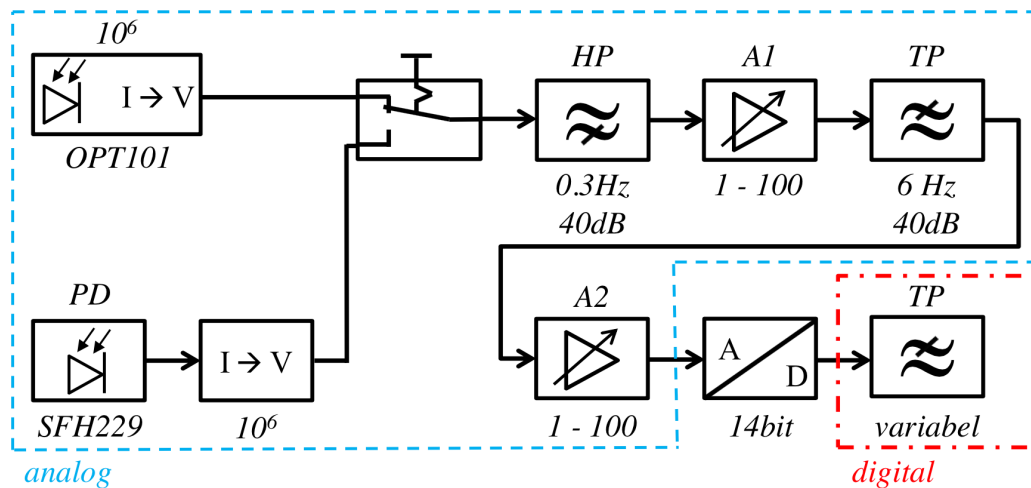 10⁶
I → V
OPT101
HP
0.3Hz
40dB
A1
1 - 100
TP
6 Hz
40dB
PD
SFH229
I → V
10⁶
A2
1 - 100
A
D
14bit
TP
variabel
analog
digital